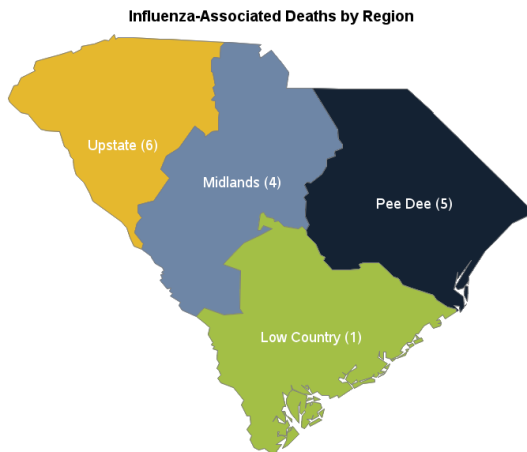 Influenza-Associated Deaths by Region
Upstate (6)
Midlands (4)
Pee Dee (5)
Low Country (1)